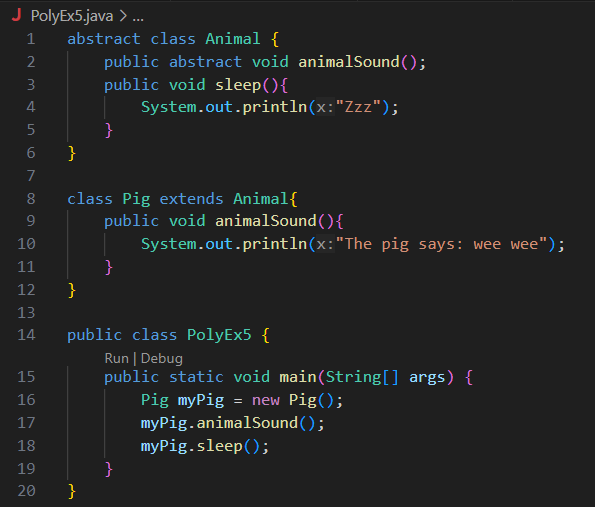 J PolyEx5.java > ...
1 abstract class Animal {
2     public abstract void animalSound();
3     public void sleep(){
4         System.out.println(x:"Zzz");
5     }
6 }
7
8 class Pig extends Animal{
9     public void animalSound(){
10         System.out.println(x:"The pig says: wee wee");
11     }
12 }
13
14 public class PolyEx5 {
Run | Debug
15     public static void main(String[] args) {
16         Pig myPig = new Pig();
17         myPig.animalSound();
18         myPig.sleep();
19     }
20 }